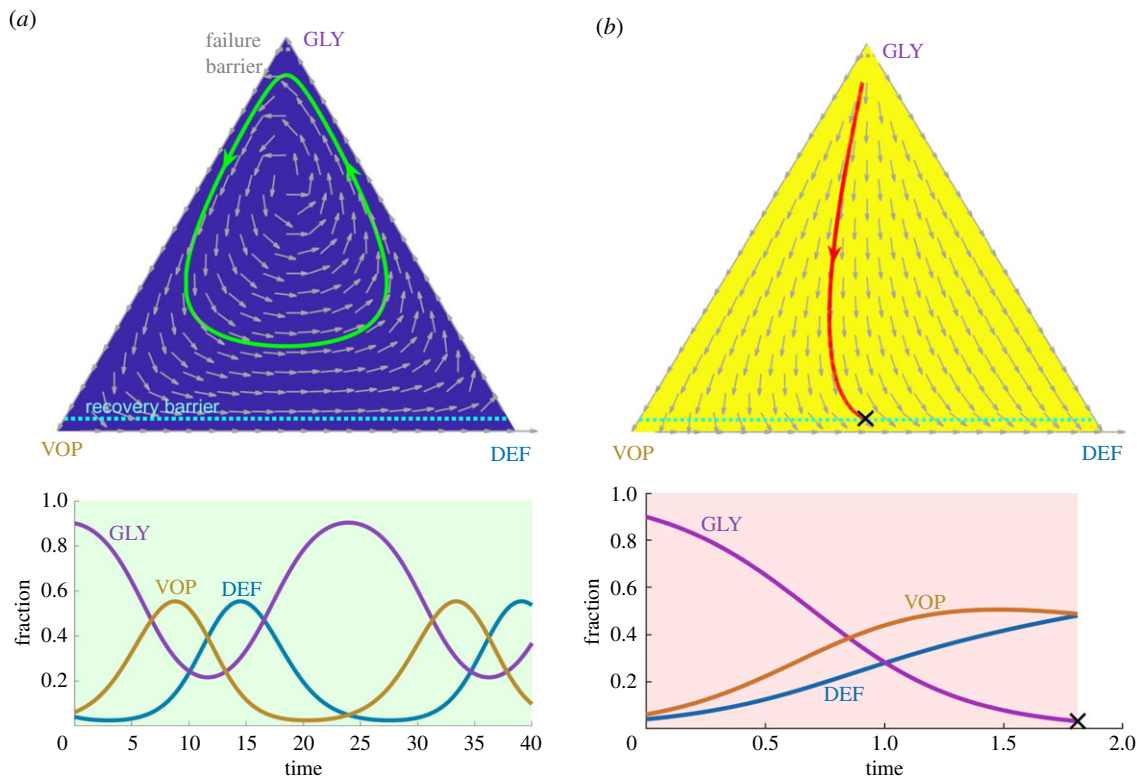 (a)
failure
barrier
GLY
recovery barrier
VOP
DEF
(b)
GLY
VOP
DEF
1.0
0.8
0.6
0.4
0.2
fraction
GLY
VOP
DEF
0 5 10 15 20 25 30 35 40
time
1.0
0.8
0.6
0.4
0.2
fraction
GLY
VOP
DEF
0 0.5 1.0 1.5 2.0
time